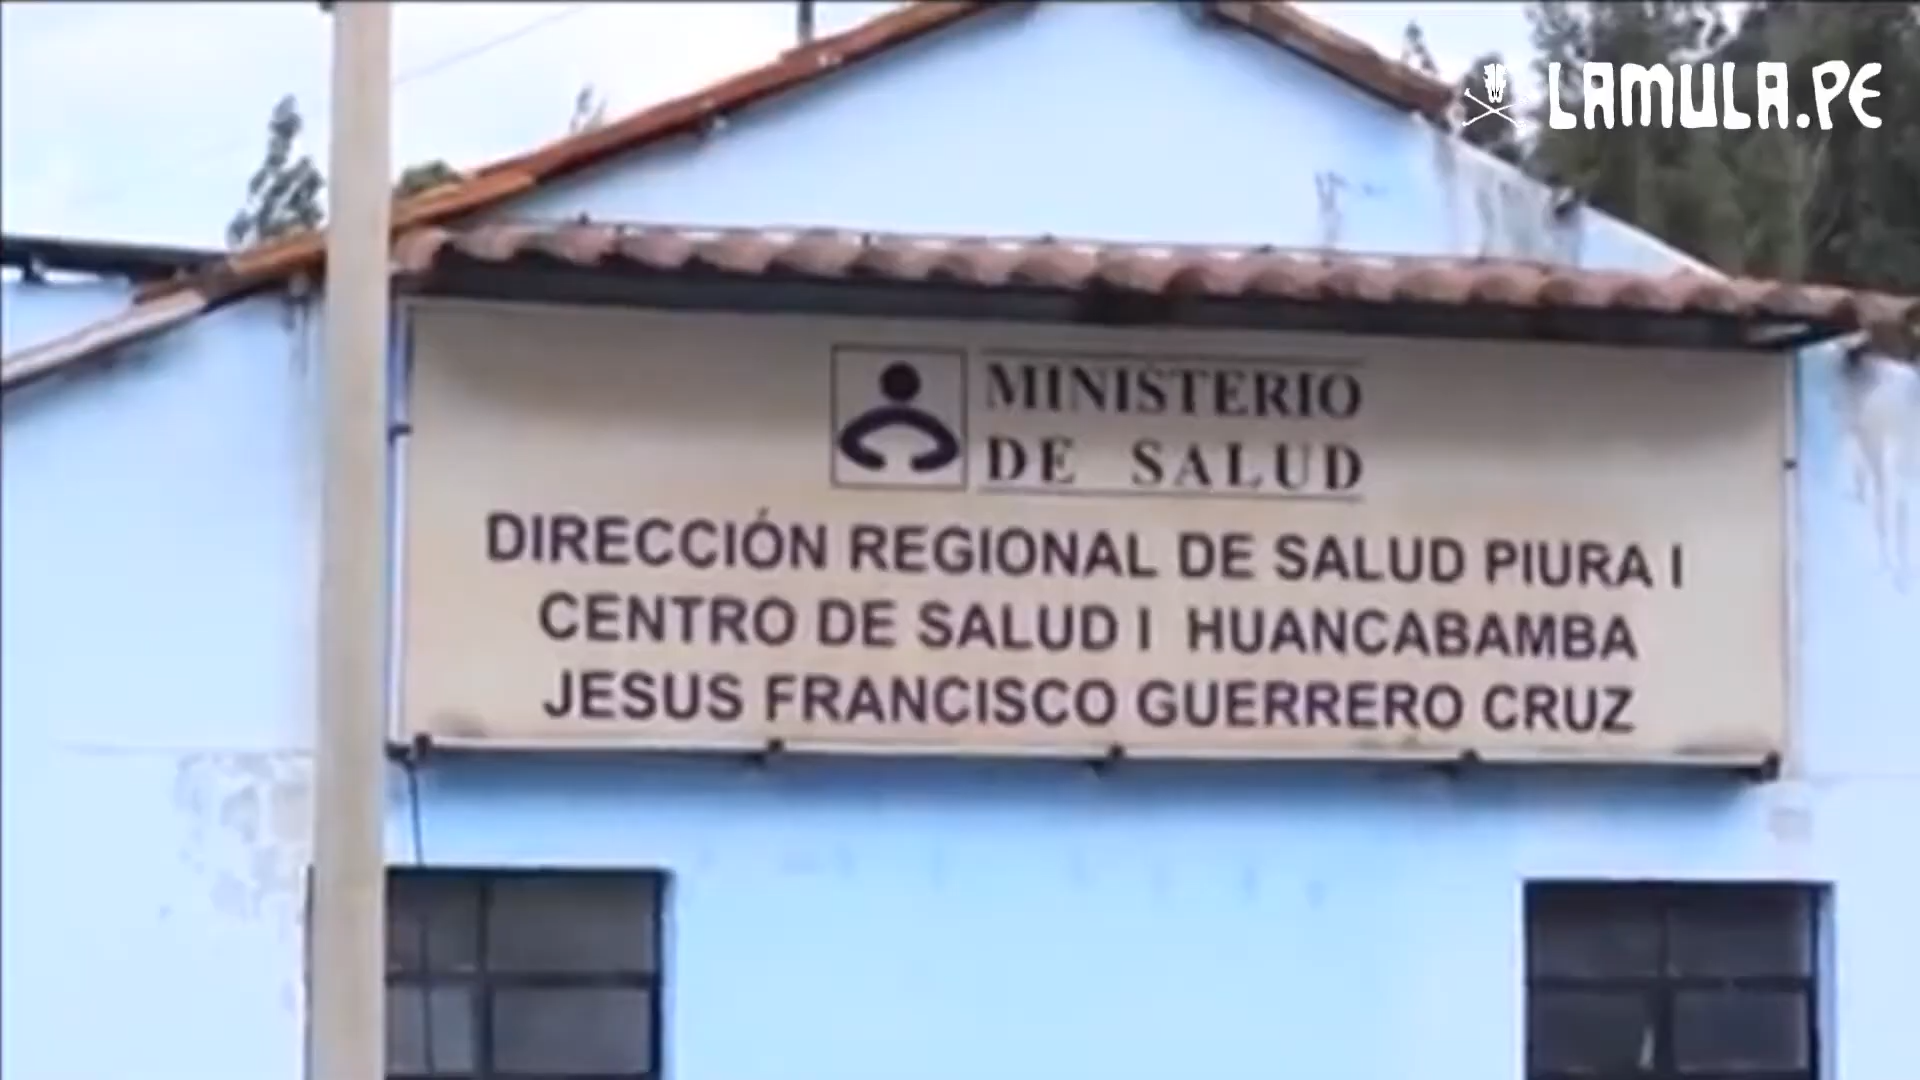 LAMULA.PE
MINISTERIO
DE SALUD
DIRECCIÓN REGIONAL DE SALUD PIURA I
CENTRO DE SALUD I HUANCABAMBA
JESUS FRANCISCO GUERRERO CRUZ